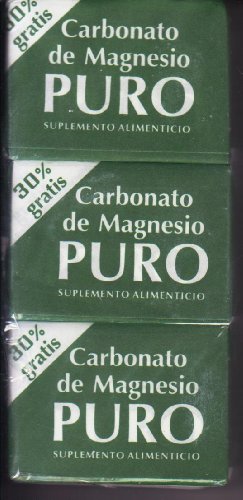 30%
gratis
Carbonato
de Magnesio
PURO
SUPLEMENTO ALIMENTICIO
30%
gratis
Carbonato
de Magnesio
PURO
SUPLEMENTO ALIMENTICIO
30%
gratis
Carbonato
de Magnesio
PURO
SUPLEMENTO ALIMENTICIO